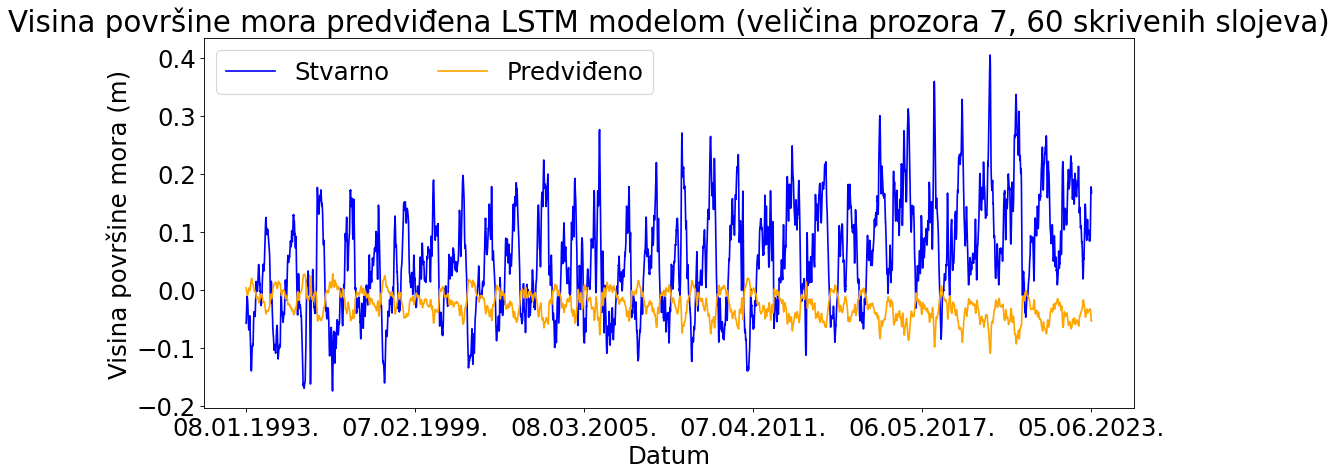 Visina površine mora predviđena LSTM modelom (veličina prozora 7, 60 skrivenih slojeva)
Stvarno
Predviđeno
Visina površine mora (m)
0.4
0.3
0.2
0.1
0.0
−0.1
−0.2
08.01.1993.
07.02.1999.
08.03.2005.
07.04.2011.
06.05.2017.
05.06.2023.
Datum